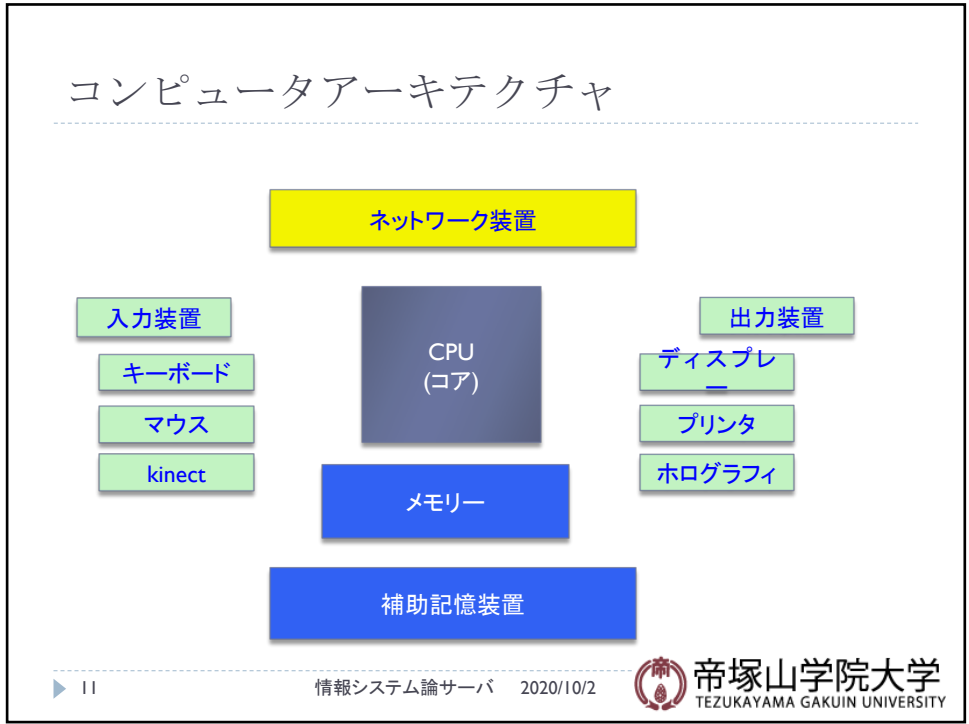 コンピュータアーキテクチャ
ネットワーク装置
入力装置
キーボード
マウス
kinect
CPU
(コア)
メモリー
補助記憶装置
出力装置
ディスプレ
ー
プリンタ
ホログラフィ
11
情報システム論サーバ 2020/10/2
帝塚山学院大学
TEZUKAYAMA GAKUIN UNIVERSITY